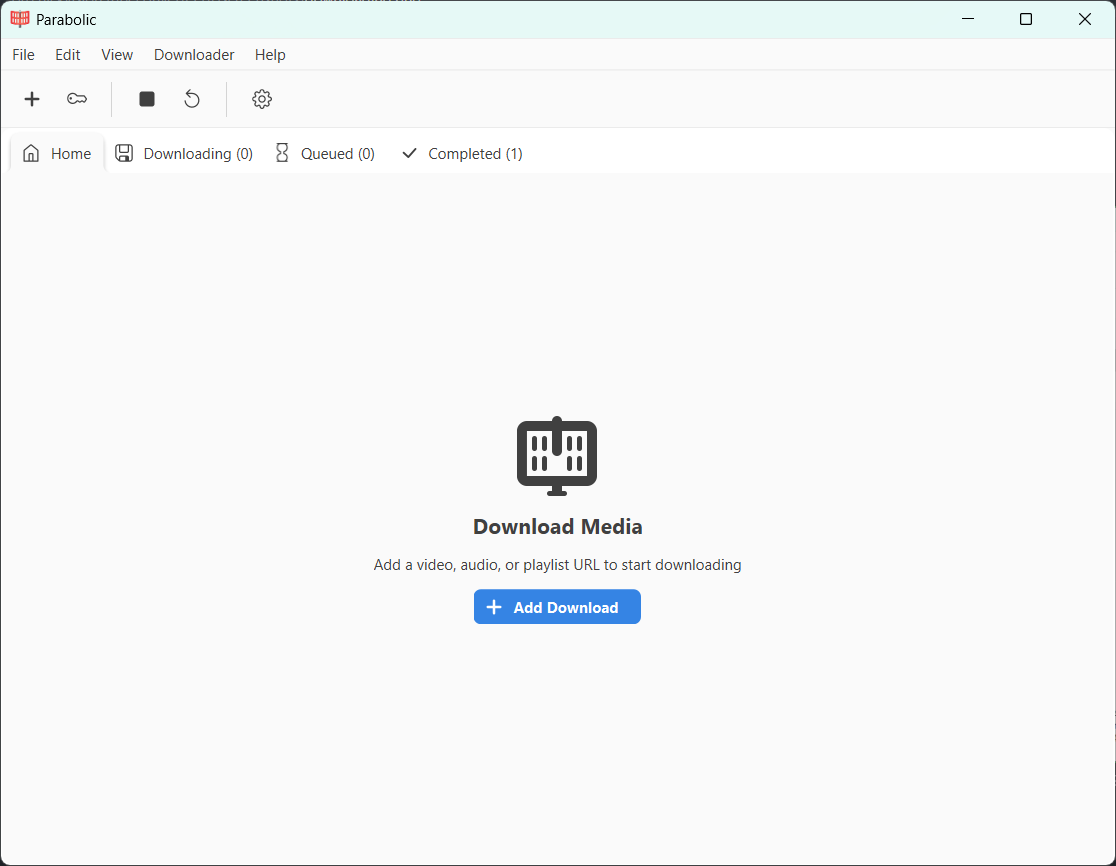 Parabolic
File Edit View Downloader Help
Home Downloading (0) Queued (0) Completed (1)
Download Media
Add a video, audio, or playlist URL to start downloading
Add Download